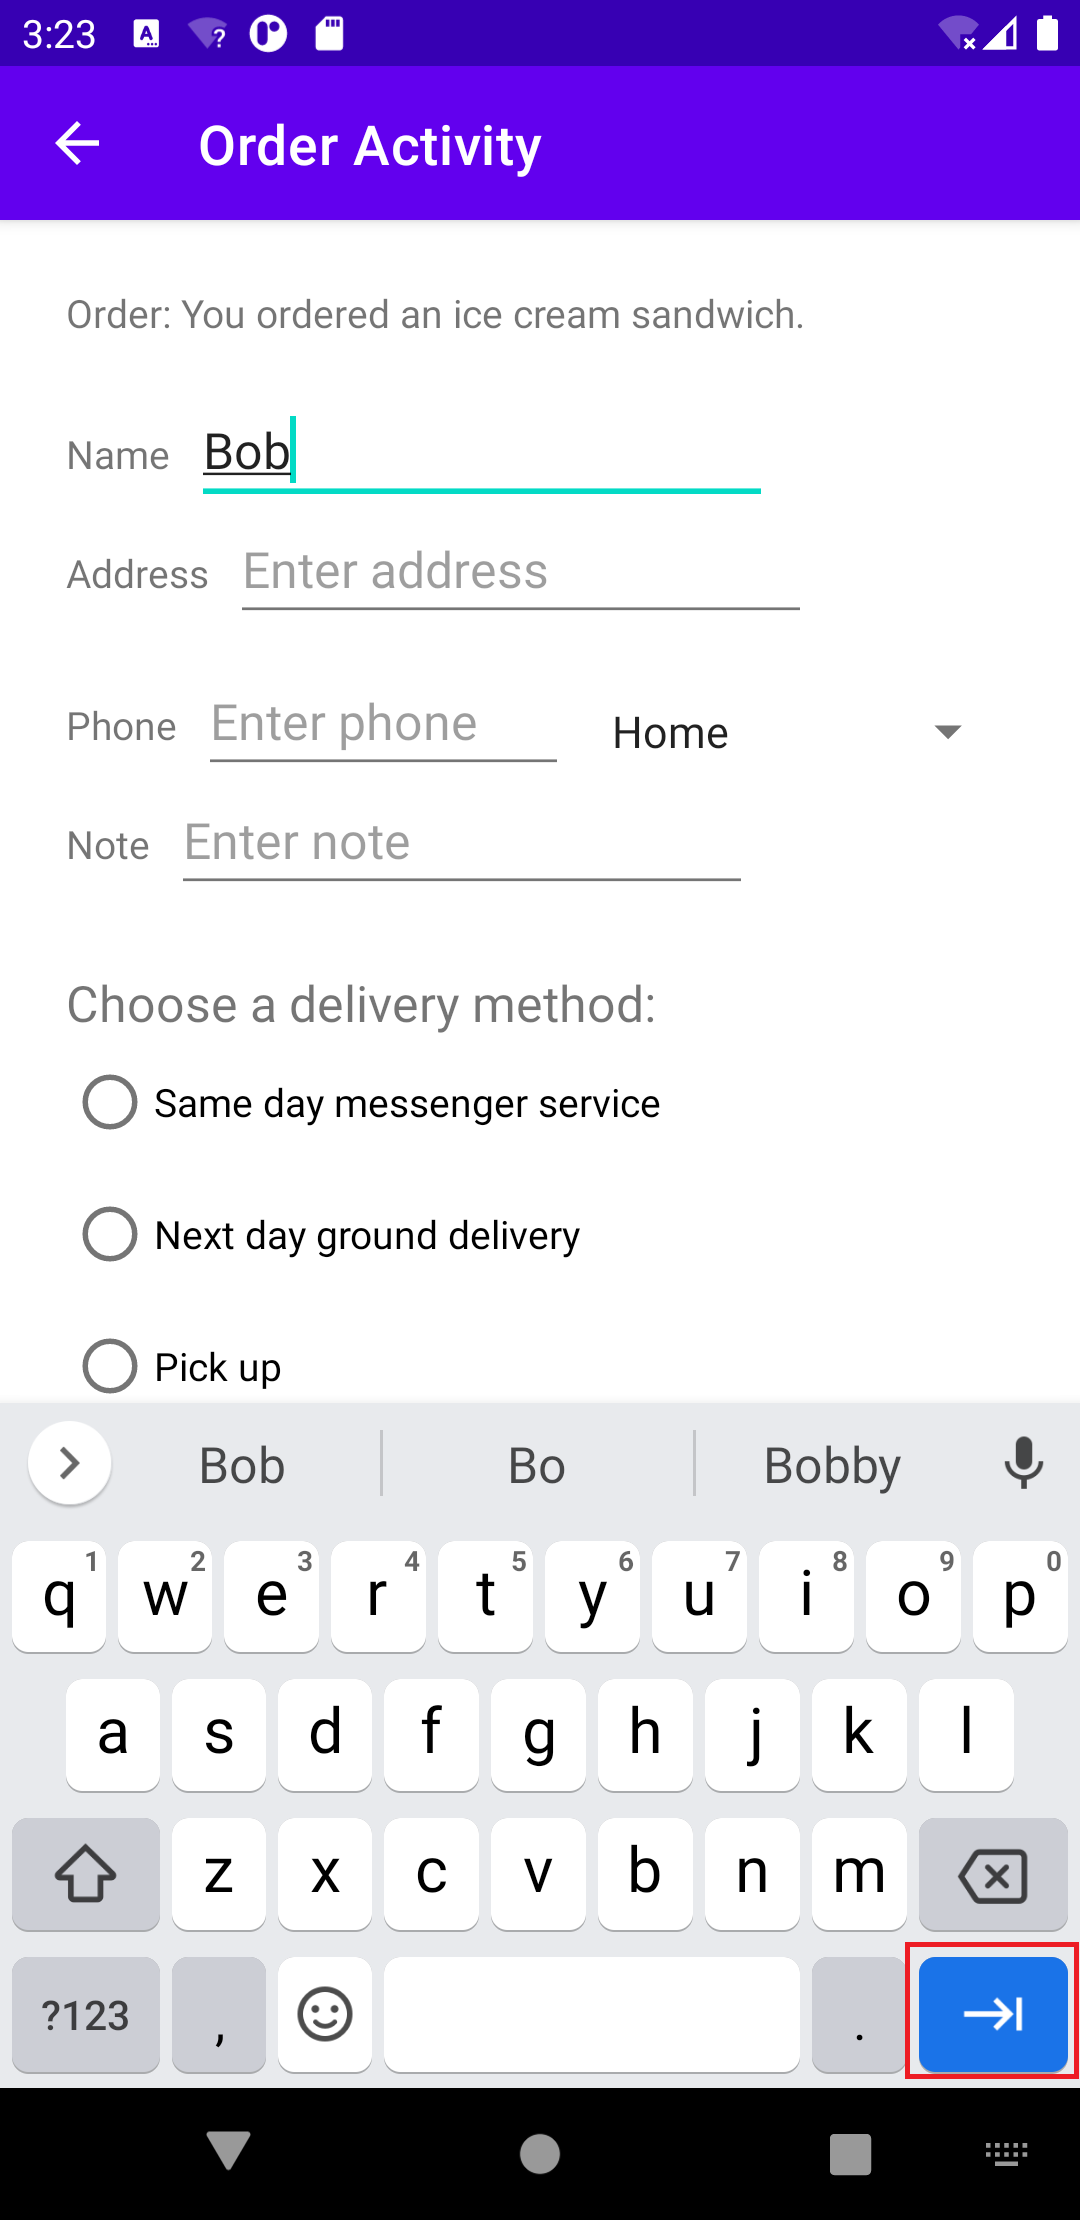 3:23
Order Activity
Order: You ordered an ice cream sandwich.
Name Bob
Address Enter address
Phone Enter phone Home
Note Enter note
Choose a delivery method:
Same day messenger service
Next day ground delivery
Pick up
Bob Bo Bobby
q 1 w 2 e 3 r 4 t 5 y 6 u 7 i 8 o 9 p 0
a s d f g h j k l
z x c v b n m
?123 , .